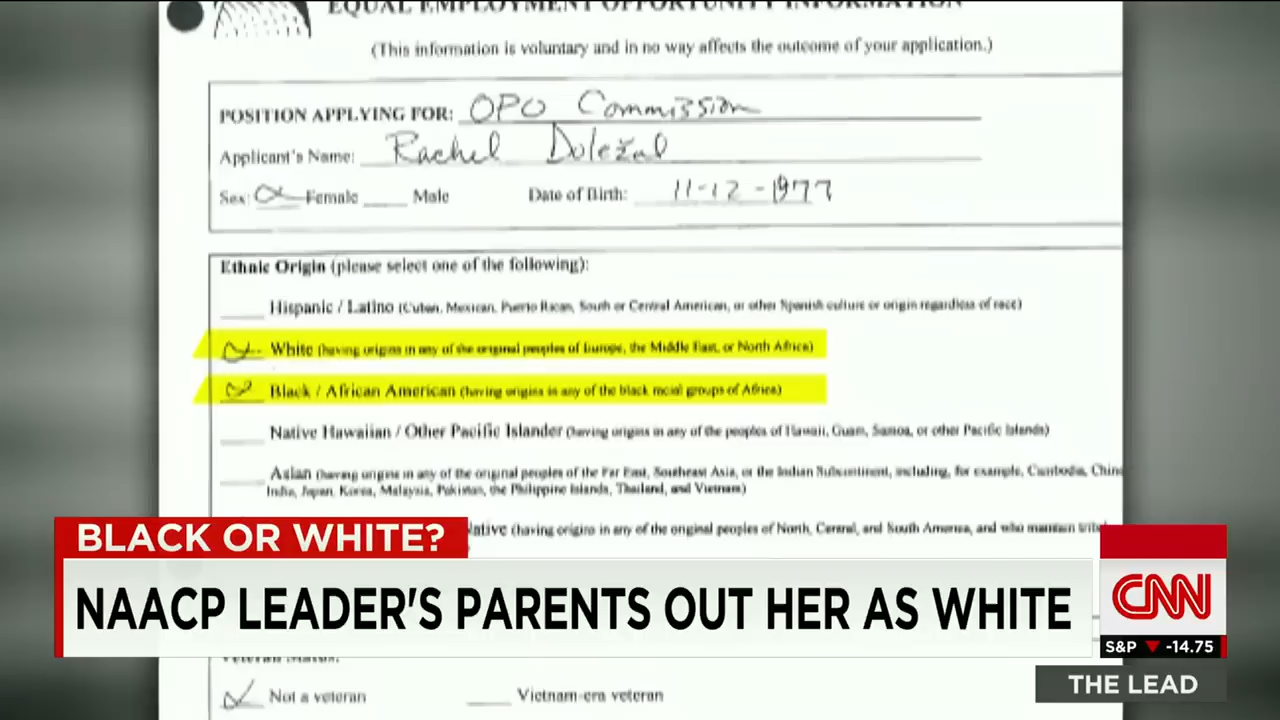 EQUAL EMPLOYMENT OPPORTUNITY INFORMATION
(This information is voluntary and in no way affects the outcome of your application.)
POSITION APPLYING FOR: OPO Commission
Applicant's Name: Rachel Doležal
Sex: Female Male Date of Birth: 11-12-1977
Ethnic Origin (please select one of the following):
Hispanic / Latino (Cuban, Mexican, Puerto Rican, South or Central American, or other Spanish culture or origin regardless of race)
White (having origins in any of the original peoples of Europe, the Middle East, or North Africa)
Black / African American (having origins in any of the black racial groups of Africa)
Native Hawaiian / Other Pacific Islander (having origins in any of the peoples of Hawaii, Guam, Samoa, or other Pacific Islands)
Asian (having origins in any of the original peoples of the Far East, Southeast Asia, or the Indian Subcontinent, including, for example, Cambodia, China
India, Japan, Korea, Malaysia, Pakistan, the Philippine Islands, Thailand, and Vietnam)
(having origins in any of the original peoples of North, Central, and South America, and who maintain
BLACK OR WHITE?
NAACP LEADER'S PARENTS OUT HER AS WHITE
CNN
S&P ▼ -14.75
THE LEAD
Veteran Status:
Not a veteran Vietnam-era veteran